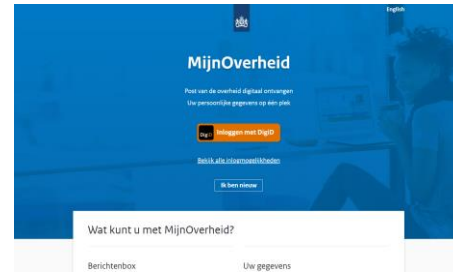 English
MijnOverheid
Post van de overheid digitaal ontvangen
Uw persoonlijke gegevens op één plek
DigiD Inloggen met DigiD
Bekijk alle inlogmogelijkheden
Ik ben nieuw
Wat kunt u met MijnOverheid?
Berichtenbox
Uw gegevens